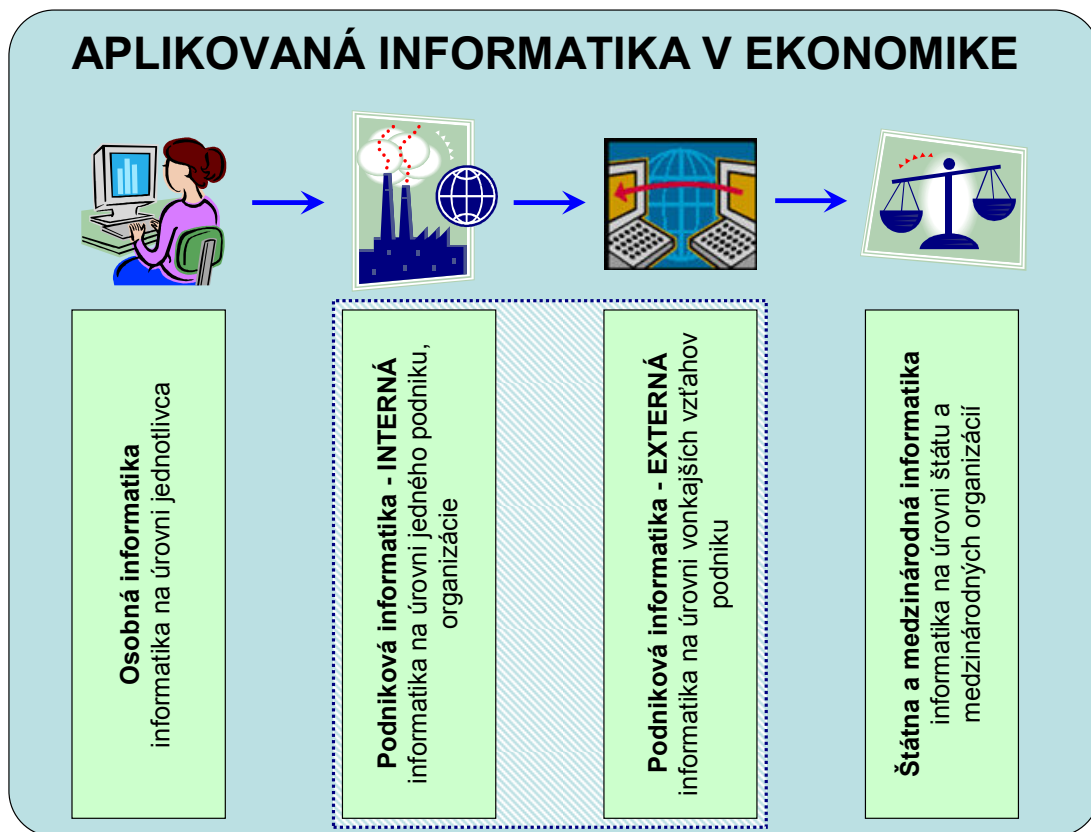 APLIKOVANÁ INFORMATIKA V EKONOMIKE
Osobná informatika
informatika na úrovni jednotlivca
Podniková informatika - INTERNÁ
informatika na úrovni jedného podniku,
organizácie
Podniková informatika - EXTERNÁ
informatika na úrovni vonkajších vzťahov
podniku
Štátna a medzinárodná informatika
informatika na úrovni štátu a
medzinárodných organizácií